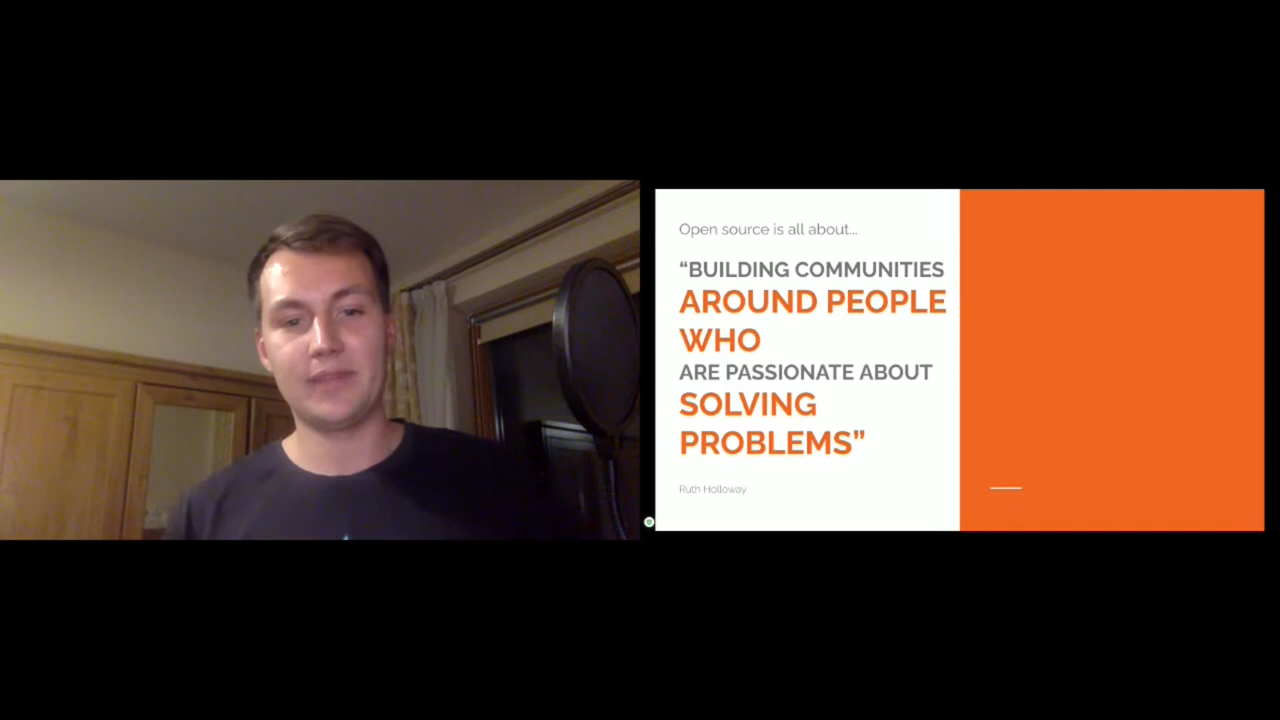 Open source is all about...
“BUILDING COMMUNITIES
AROUND PEOPLE
WHO
ARE PASSIONATE ABOUT
SOLVING
PROBLEMS”
Ruth Holloway